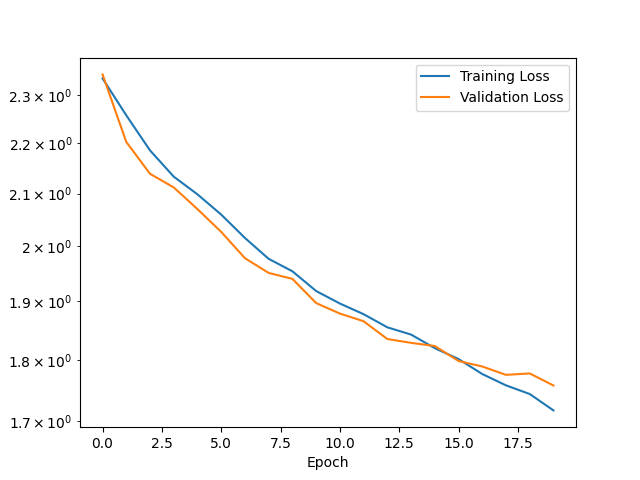 Training Loss
Validation Loss
2.3 × 10⁰
2.2 × 10⁰
2.1 × 10⁰
2 × 10⁰
1.9 × 10⁰
1.8 × 10⁰
1.7 × 10⁰
0.0 2.5 5.0 7.5 10.0 12.5 15.0 17.5
Epoch